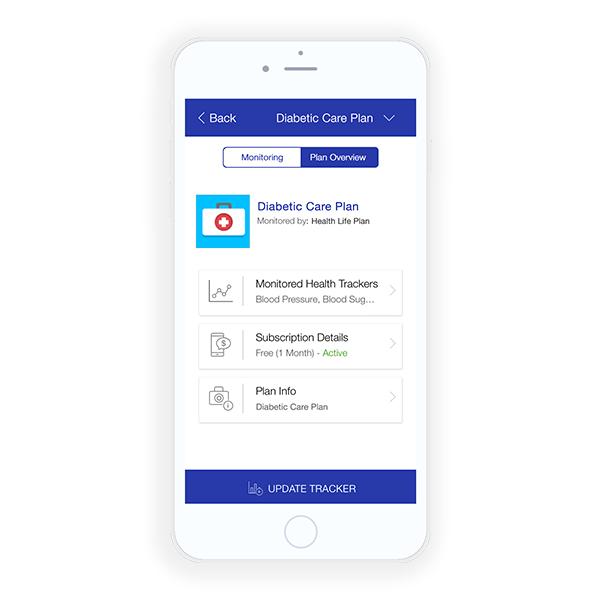 Back
Diabetic Care Plan
Monitoring
Plan Overview
Diabetic Care Plan
Monitored by: Health Life Plan
Monitored Health Trackers
Blood Pressure, Blood Sug...
Subscription Details
Free (1 Month) - Active
Plan Info
Diabetic Care Plan
UPDATE TRACKER